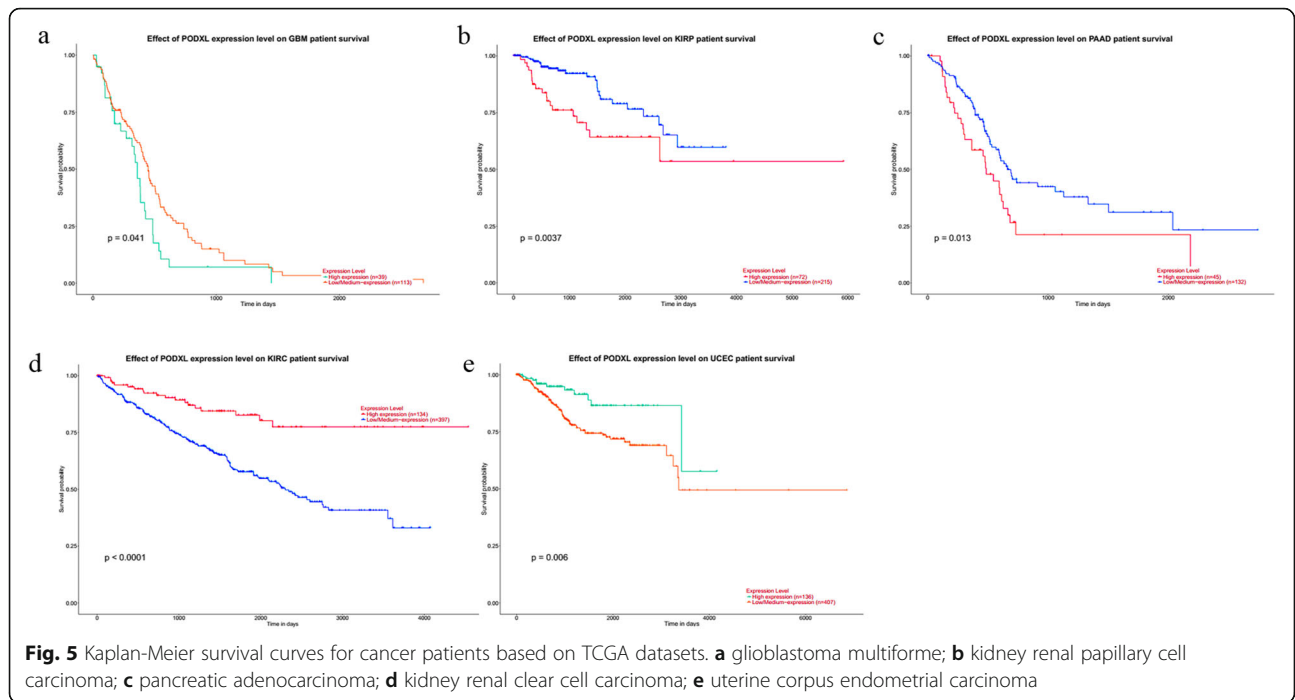 a
Effect of PODXL expression level on GBM patient survival
1.00
0.75
0.50
0.25
0.00
Survival probability
p = 0.041
Expression Level
High expression (n=39)
Low/Medium-expression (n=113)
0
1000
2000
Time in days
b
Effect of PODXL expression level on KIRP patient survival
1.00
0.75
0.50
0.25
0.00
Survival probability
p = 0.0037
Expression Level
High expression (n=72)
Low/Medium-expression (n=215)
0
1000
2000
3000
4000
5000
6000
Time in days
c
Effect of PODXL expression level on PAAD patient survival
1.00
0.75
0.50
0.25
0.00
Survival probability
p = 0.013
Expression Level
High expression (n=45)
Low/Medium-expression (n=132)
0
1000
2000
Time in days
d
Effect of PODXL expression level on KIRC patient survival
1.00
0.75
0.50
0.25
0.00
Survival probability
Expression Level
High expression (n=134)
Low/Medium-expression (n=397)
p < 0.0001
0
1000
2000
3000
4000
Time in days
e
Effect of PODXL expression level on UCEC patient survival
1.00
0.75
0.50
0.25
0.00
Survival probability
p = 0.006
Expression Level
High expression (n=136)
Low/Medium-expression (n=407)
0
2000
4000
6000
Time in days
Fig. 5 Kaplan-Meier survival curves for cancer patients based on TCGA datasets. a glioblastoma multiforme; b kidney renal papillary cell
carcinoma; c pancreatic adenocarcinoma; d kidney renal clear cell carcinoma; e uterine corpus endometrial carcinoma